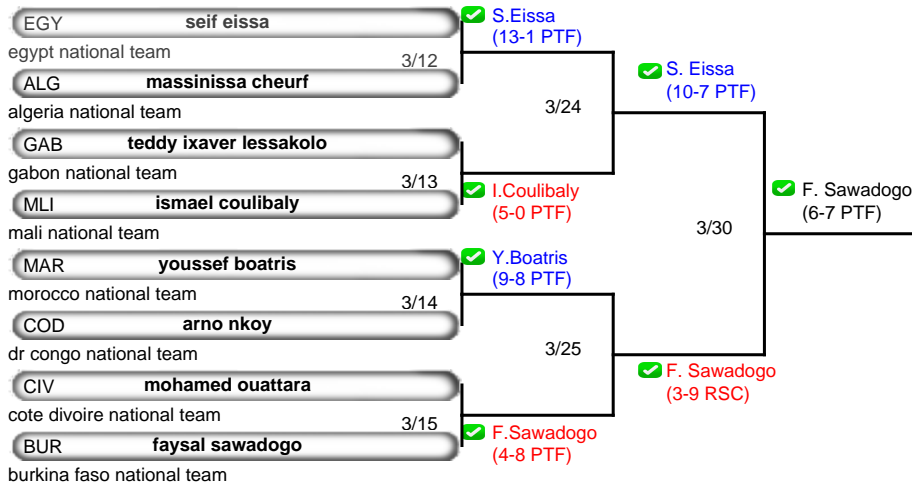 EGY seif eissa
egypt national team
3/12
ALG massinissa cheurf
algeria national team
GAB teddy ixaver lessakolo
gabon national team
3/13
MLI ismael coulibaly
mali national team
MAR youssef boatris
morocco national team
3/14
COD arno nkoy
dr congo national team
CIV mohamed ouattara
cote divoire national team
3/15
BUR faysal sawadogo
burkina faso national team
S.Eissa
(13-1 PTF)
3/24
I.Coulibaly
(5-0 PTF)
Y.Boatris
(9-8 PTF)
3/25
F.Sawadogo
(4-8 PTF)
S. Eissa
(10-7 PTF)
3/30
F. Sawadogo
(3-9 RSC)
F. Sawadogo
(6-7 PTF)